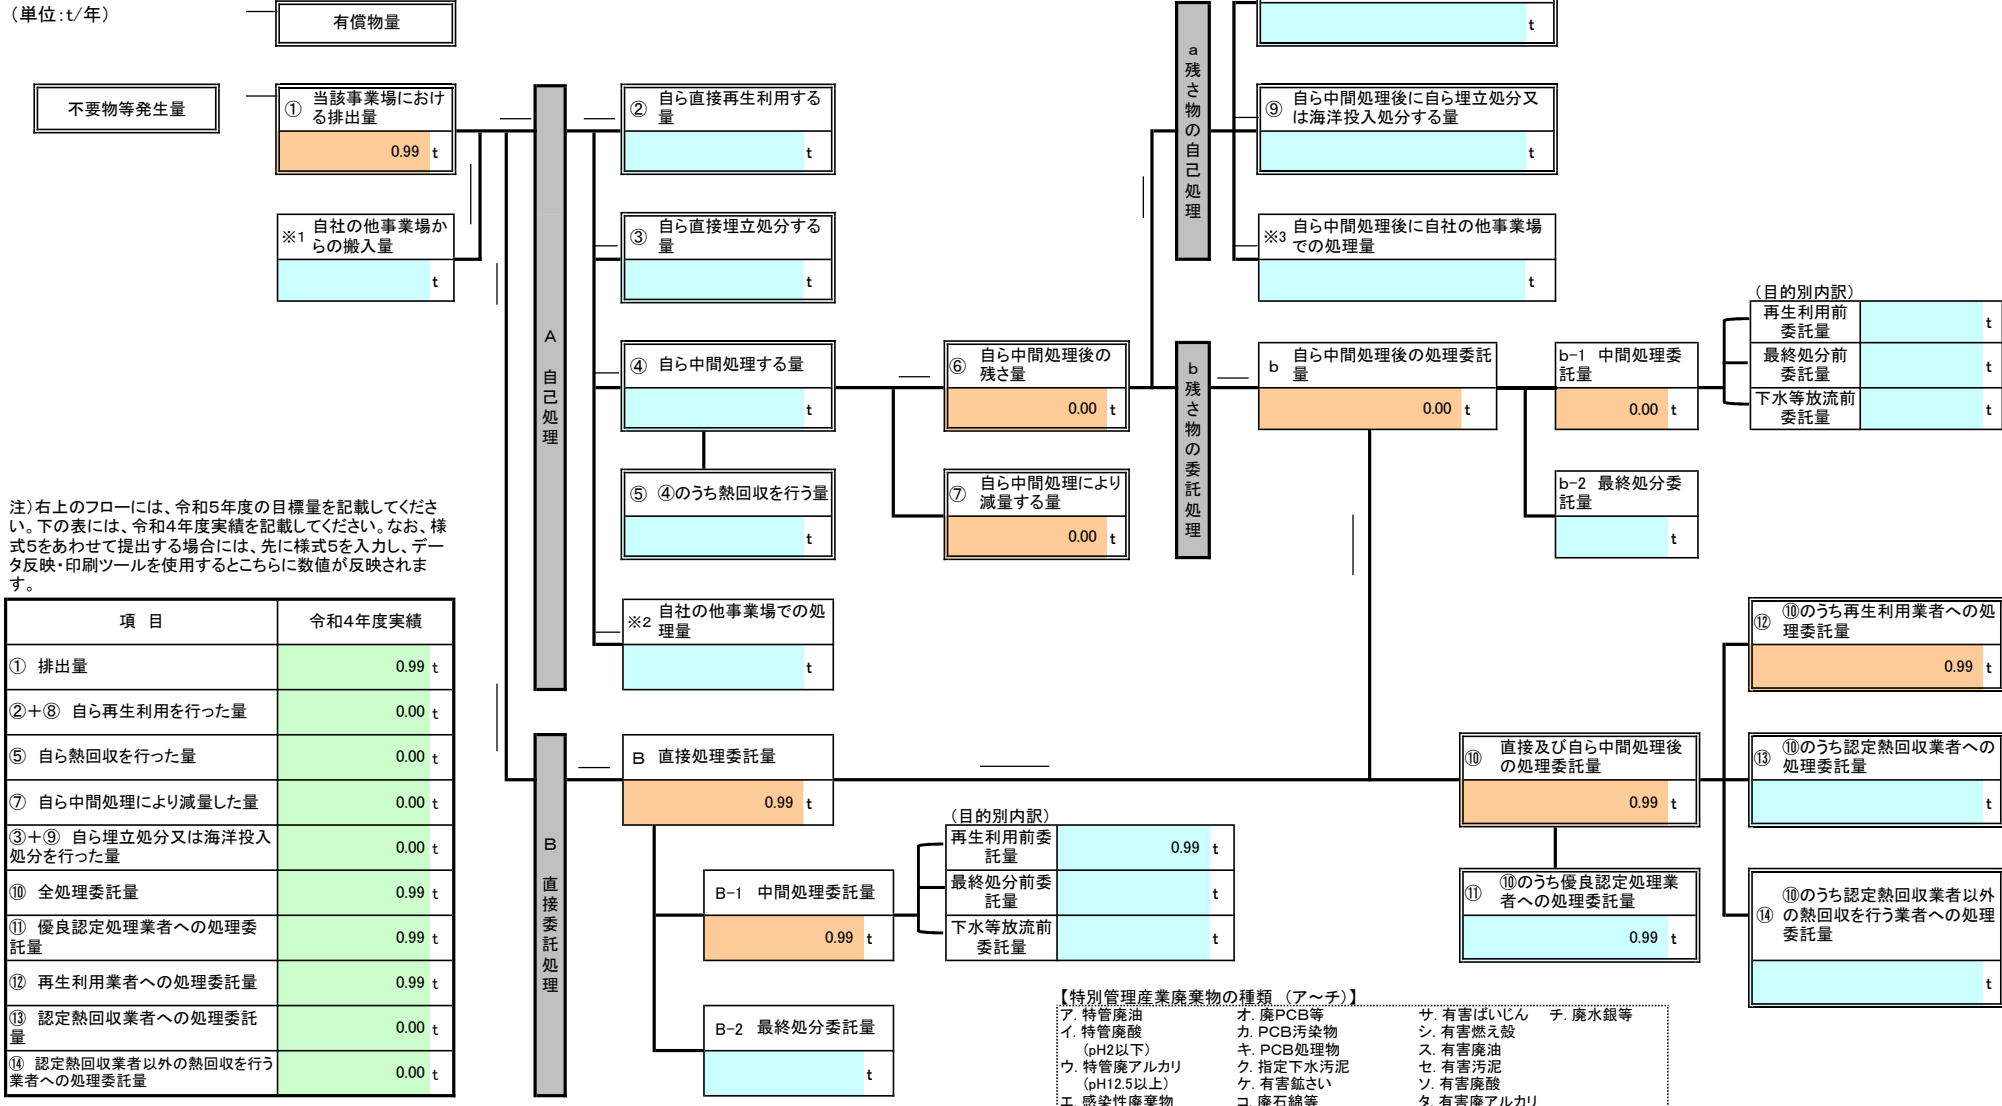 （単位：t/年）
有償物量
t
不要物等発生量
① 当該事業場におけ
る排出量
0.99 t
※1 自社の他事業場か
らの搬入量
t
A 自己処理
② 自ら直接再生利用する
量
t
③ 自ら直接埋立処分する
量
t
④ 自ら中間処理する量
t
⑤ ④のうち熱回収を行う量
t
※2 自社の他事業場での処
理量
t
⑥ 自ら中間処理後の
残さ量
0.00 t
⑦ 自ら中間処理により
減量する量
0.00 t
a 残さ物の自己処理
⑨ 自ら中間処理後に自ら埋立処分又
は海洋投入処分する量
t
※3 自ら中間処理後に自社の他事業場
での処理量
t
b 残さ物の委託処理
b 自ら中間処理後の処理委託
量
0.00 t
b-1 中間処理委
託量
0.00 t
（目的別内訳）
再生利用前
委託量
t
最終処分前
委託量
t
下水等放流前
委託量
t
b-2 最終処分委
託量
t
注）右上のフローには、令和5年度の目標量を記載してくださ
い。下の表には、令和4年度実績を記載してください。なお、様
式5をあわせて提出する場合には、先に様式5を入力し、デー
タ反映・印刷ツールを使用するとこちらに数値が反映されま
す。
項 目 令和4年度実績
① 排出量 0.99 t
②＋⑧ 自ら再生利用を行った量 0.00 t
⑤ 自ら熱回収を行った量 0.00 t
⑦ 自ら中間処理により減量した量 0.00 t
③＋⑨ 自ら埋立処分又は海洋投入
処分を行った量 0.00 t
⑩ 全処理委託量 0.99 t
⑪ 優良認定処理業者への処理委
託量 0.99 t
⑫ 再生利用業者への処理委託量 0.99 t
⑬ 認定熱回収業者への処理委託
量 0.00 t
⑭ 認定熱回収業者以外の熱回収を行う
業者への処理委託量 0.00 t
B 直接委託処理
B 直接処理委託量
0.99 t
B-1 中間処理委託量
0.99 t
B-2 最終処分委託量
t
（目的別内訳）
再生利用前委
託量
0.99 t
最終処分前委
託量
t
下水等放流前
委託量
t
⑩ 直接及び自ら中間処理後
の処理委託量
0.99 t
⑪ ⑩のうち優良認定処理業
者への処理委託量
0.99 t
⑫ ⑩のうち再生利用業者への処
理委託量
0.99 t
⑬ ⑩のうち認定熱回収業者への
処理委託量
t
⑭ ⑩のうち認定熱回収業者以外
の熱回収を行う業者への処理
委託量
t
【特別管理産業廃棄物の種類 （ア～チ）】
ア. 特管廃油 オ. 廃PCB等 サ. 有害ばいじん チ. 廃水銀等
イ. 特管廃酸 カ. PCB汚染物 シ. 有害燃え殻
（pH2以下） キ. PCB処理物 ス. 有害廃油
ウ. 特管廃アルカリ ク. 指定下水汚泥 セ. 有害汚泥
（pH12.5以上） ケ. 有害鉱さい ソ. 有害廃酸
エ. 感染性廃棄物 コ. 廃石綿等 タ. 有害廃アルカリ